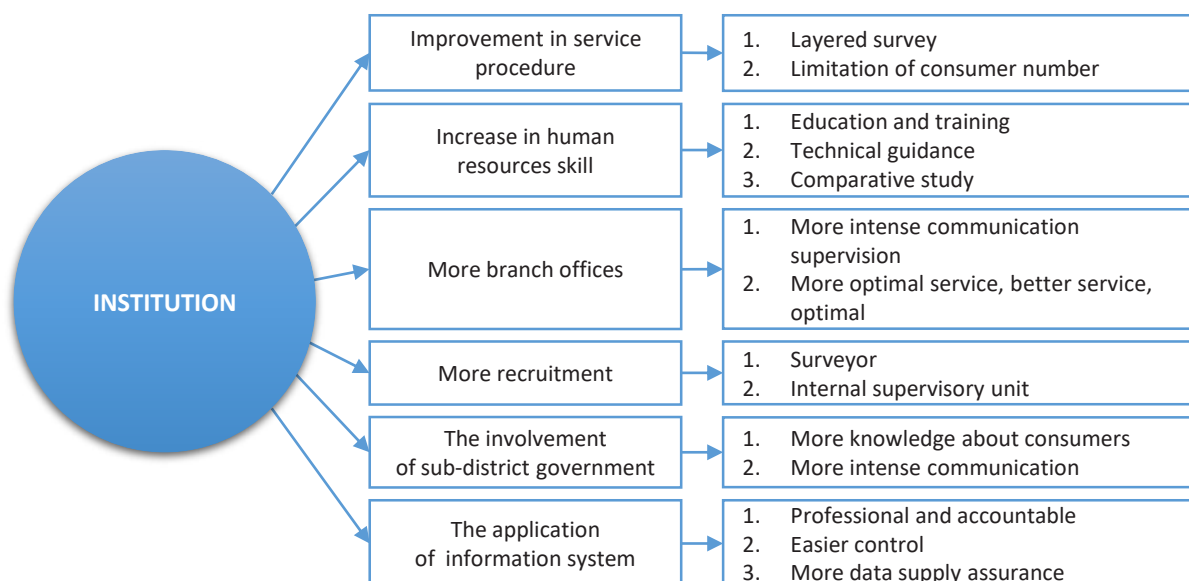 INSTITUTION
Improvement in service
procedure
1. Layered survey
2. Limitation of consumer number
Increase in human
resources skill
1. Education and training
2. Technical guidance
3. Comparative study
More branch offices
1. More intense communication
supervision
2. More optimal service, better service,
optimal
More recruitment
1. Surveyor
2. Internal supervisory unit
The involvement
of sub-district government
1. More knowledge about consumers
2. More intense communication
The application
of information system
1. Professional and accountable
2. Easier control
3. More data supply assurance